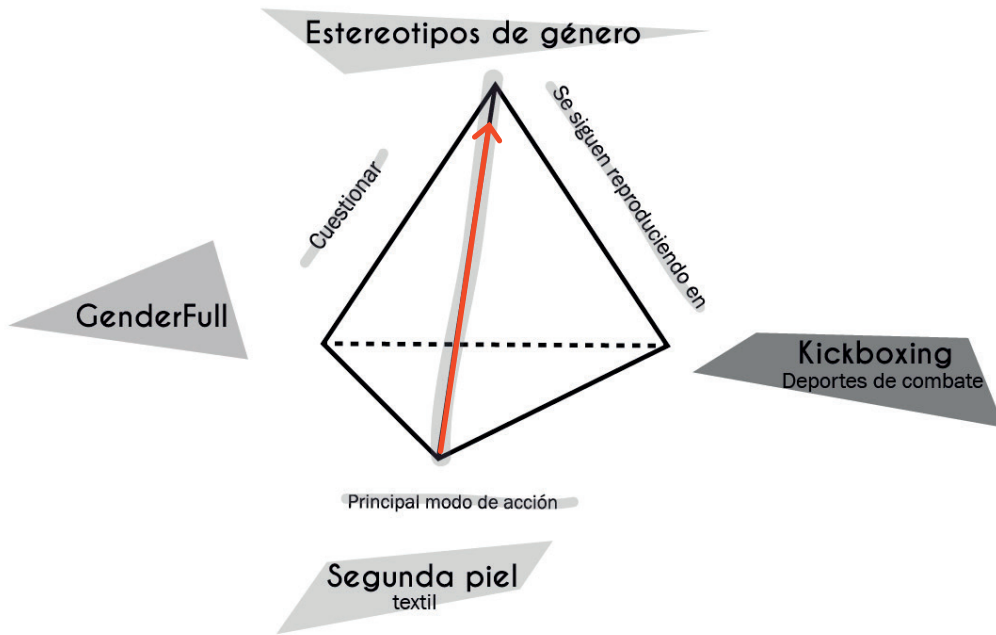 Estereotipos de género
Cuestionar
Se siguen reproduciendo en
GenderFull
Kickboxing
Deportes de combate
Principal modo de acción
Segunda piel
textil